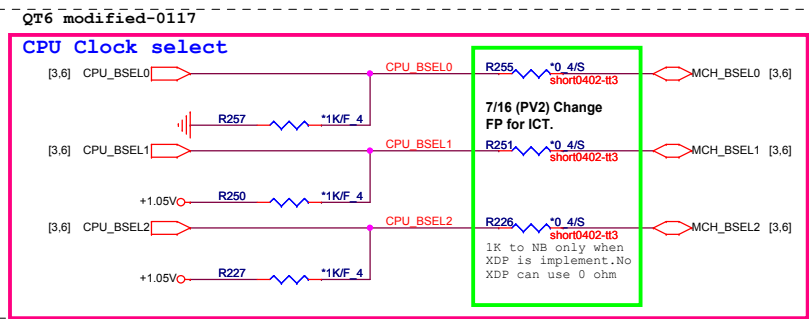 QT6 modified-0117
CPU Clock select
[3,6] CPU_BSEL0 CPU_BSEL0 R255 *0_4/S MCH_BSEL0 [3,6]
short0402-tt3
7/16 (PV2) Change
FP for ICT.
R257 *1K/F_4
[3,6] CPU_BSEL1 CPU_BSEL1 R251 *0_4/S MCH_BSEL1 [3,6]
short0402-tt3
+1.05V R250 *1K/F_4
[3,6] CPU_BSEL2 CPU_BSEL2 R226 *0_4/S MCH_BSEL2 [3,6]
short0402-tt3
1K to NB only when
XDP is implement.No
XDP can use 0 ohm
+1.05V R227 *1K/F_4